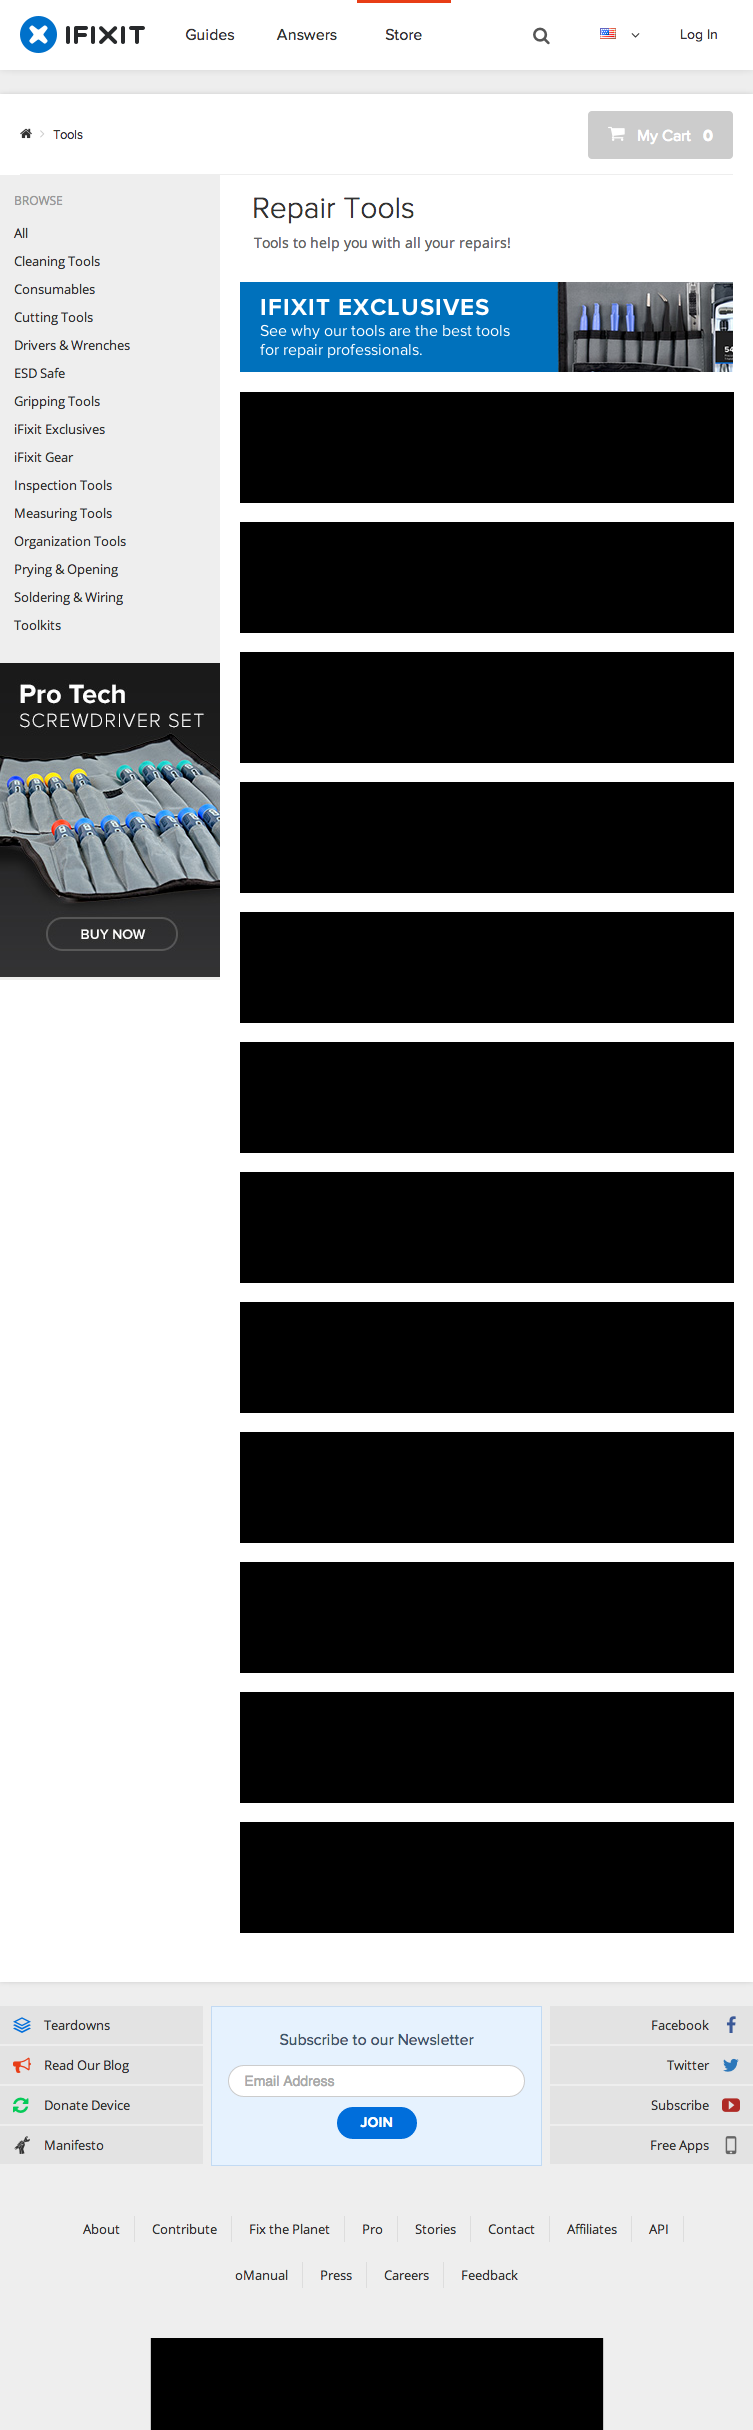 IFIXIT
Guides
Answers
Store
Log In
Tools
My Cart 0
BROWSE
All
Cleaning Tools
Consumables
Cutting Tools
Drivers & Wrenches
ESD Safe
Gripping Tools
iFixit Exclusives
iFixit Gear
Inspection Tools
Measuring Tools
Organization Tools
Prying & Opening
Soldering & Wiring
Toolkits
Pro Tech
SCREWDRIVER SET
BUY NOW
Repair Tools
Tools to help you with all your repairs!
IFIXIT EXCLUSIVES
See why our tools are the best tools
for repair professionals.
54
Teardowns
Read Our Blog
Donate Device
Manifesto
Subscribe to our Newsletter
Email Address
JOIN
Facebook
Twitter
Subscribe
Free Apps
About
Contribute
Fix the Planet
Pro
Stories
Contact
Affiliates
API
oManual
Press
Careers
Feedback